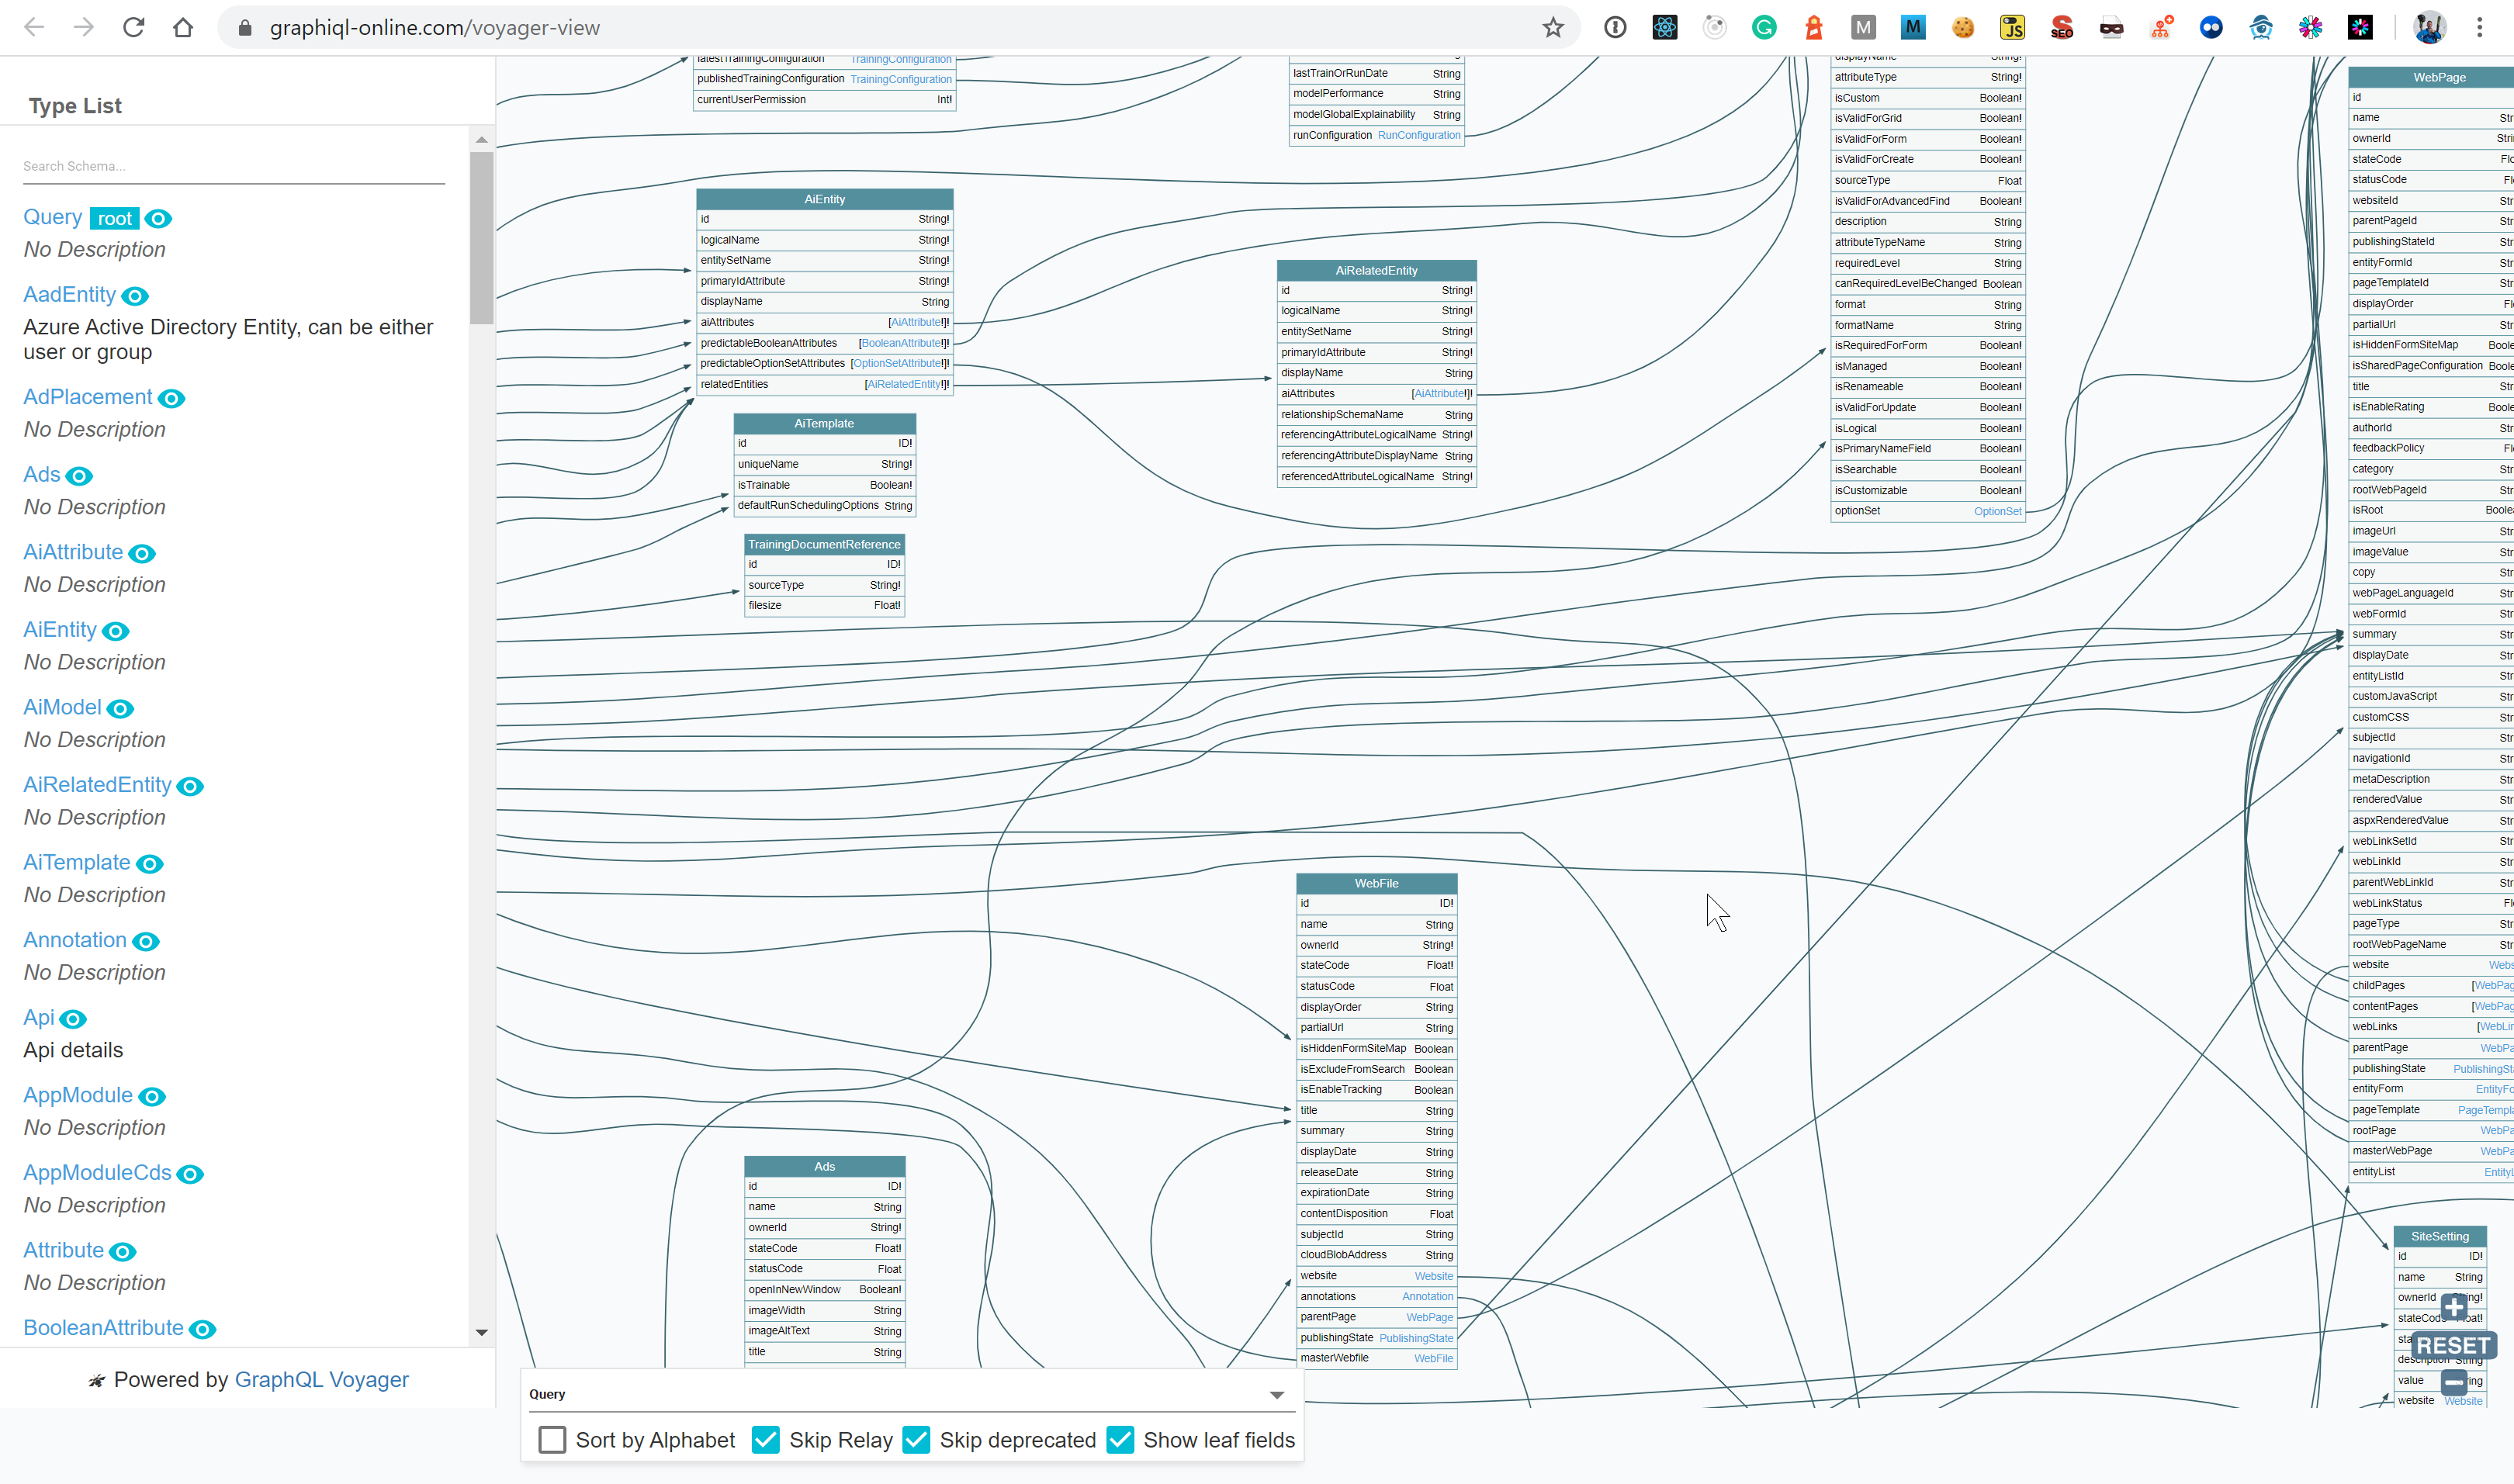 graphiql-online.com/voyager-view
Type List
Search Schema...
Query root
No Description
AadEntity
Azure Active Directory Entity, can be either
user or group
AdPlacement
No Description
Ads
No Description
AiAttribute
No Description
AiEntity
No Description
AiModel
No Description
AiRelatedEntity
No Description
AiTemplate
No Description
Annotation
No Description
Api
Api details
AppModule
No Description
AppModuleCds
No Description
Attribute
No Description
BooleanAttribute
Powered by GraphQL Voyager
latestTrainingConfiguration TrainingConfiguration
publishedTrainingConfiguration TrainingConfiguration
currentUserPermission Int!
AiEntity
id String!
logicalName String!
entitySetName String!
primaryIdAttribute String!
displayName String
aiAttributes [AiAttribute!]!
predictableBooleanAttributes [BooleanAttribute!]!
predictableOptionSetAttributes [OptionSetAttribute!]!
relatedEntities [AiRelatedEntity!]!
AiTemplate
id ID!
uniqueName String!
isTrainable Boolean!
defaultRunSchedulingOptions String
TrainingDocumentReference
id ID!
sourceType String!
filesize Float!
Ads
id ID!
name String
ownerId String!
stateCode Float!
statusCode Float
openInNewWindow Boolean!
imageWidth String
imageAltText String
title String
lastTrainOrRunDate String
modelPerformance String
modelGlobalExplainability String
runConfiguration RunConfiguration
AiRelatedEntity
id String!
logicalName String!
entitySetName String!
primaryIdAttribute String!
displayName String
aiAttributes [AiAttribute!]!
relationshipSchemaName String
referencingAttributeLogicalName String!
referencingAttributeDisplayName String
referencedAttributeLogicalName String!
WebFile
id ID!
name String
ownerId String!
stateCode Float!
statusCode Float
displayOrder String
partialUrl String
isHiddenFormSiteMap Boolean
isExcludeFromSearch Boolean
isEnableTracking Boolean
title String
summary String
displayDate String
releaseDate String
expirationDate String
contentDisposition Float
subjectId String
cloudBlobAddress String
website Website
annotations Annotation
parentPage WebPage
publishingState PublishingState
masterWebfile WebFile
displayName String!
attributeType String!
isCustom Boolean!
isValidForGrid Boolean!
isValidForForm Boolean!
isValidForCreate Boolean!
sourceType Float
isValidForAdvancedFind Boolean!
description String
attributeTypeName String
requiredLevel String
canRequiredLevelBeChanged Boolean
format String
formatName String
isRequiredForForm Boolean!
isManaged Boolean!
isRenameable Boolean!
isValidForUpdate Boolean!
isLogical Boolean!
isPrimaryNameField Boolean!
isSearchable Boolean!
isCustomizable Boolean!
optionSet OptionSet
WebPage
id
name Str
ownerId Stri
stateCode Flo
statusCode Fl
websiteId Str
parentPageId Str
publishingStateId Str
entityFormId Str
pageTemplateId Str
displayOrder Fl
partialUrl Str
isHiddenFormSiteMap Boole
isSharedPageConfiguration Boole
title Str
isEnableRating Boole
authorId Str
feedbackPolicy Fl
category Str
rootWebPageId Str
isRoot Boole
imageUrl Str
imageValue Str
copy Str
webPageLanguageId Str
webFormId Str
summary Str
displayDate Str
entityListId Str
customJavaScript Str
customCSS Str
subjectId Str
navigationId Str
metaDescription Str
renderedValue Str
aspxRenderedValue Str
webLinkSetId Str
webLinkId Str
parentWebLinkId Str
webLinkStatus Fl
pageType Str
rootWebPageName Str
website Webs
childPages [WebPag
contentPages [WebPag
webLinks [WebLin
parentPage WebPa
publishingState PublishingSta
entityForm EntityFo
pageTemplate PageTempla
rootPage WebPa
masterWebPage WebPa
entityList EntityL
SiteSetting
id ID!
name String
ownerId String!
stateCode Float!
description String
value String
website Website
RESET
Query
Sort by Alphabet Skip Relay Skip deprecated Show leaf fields